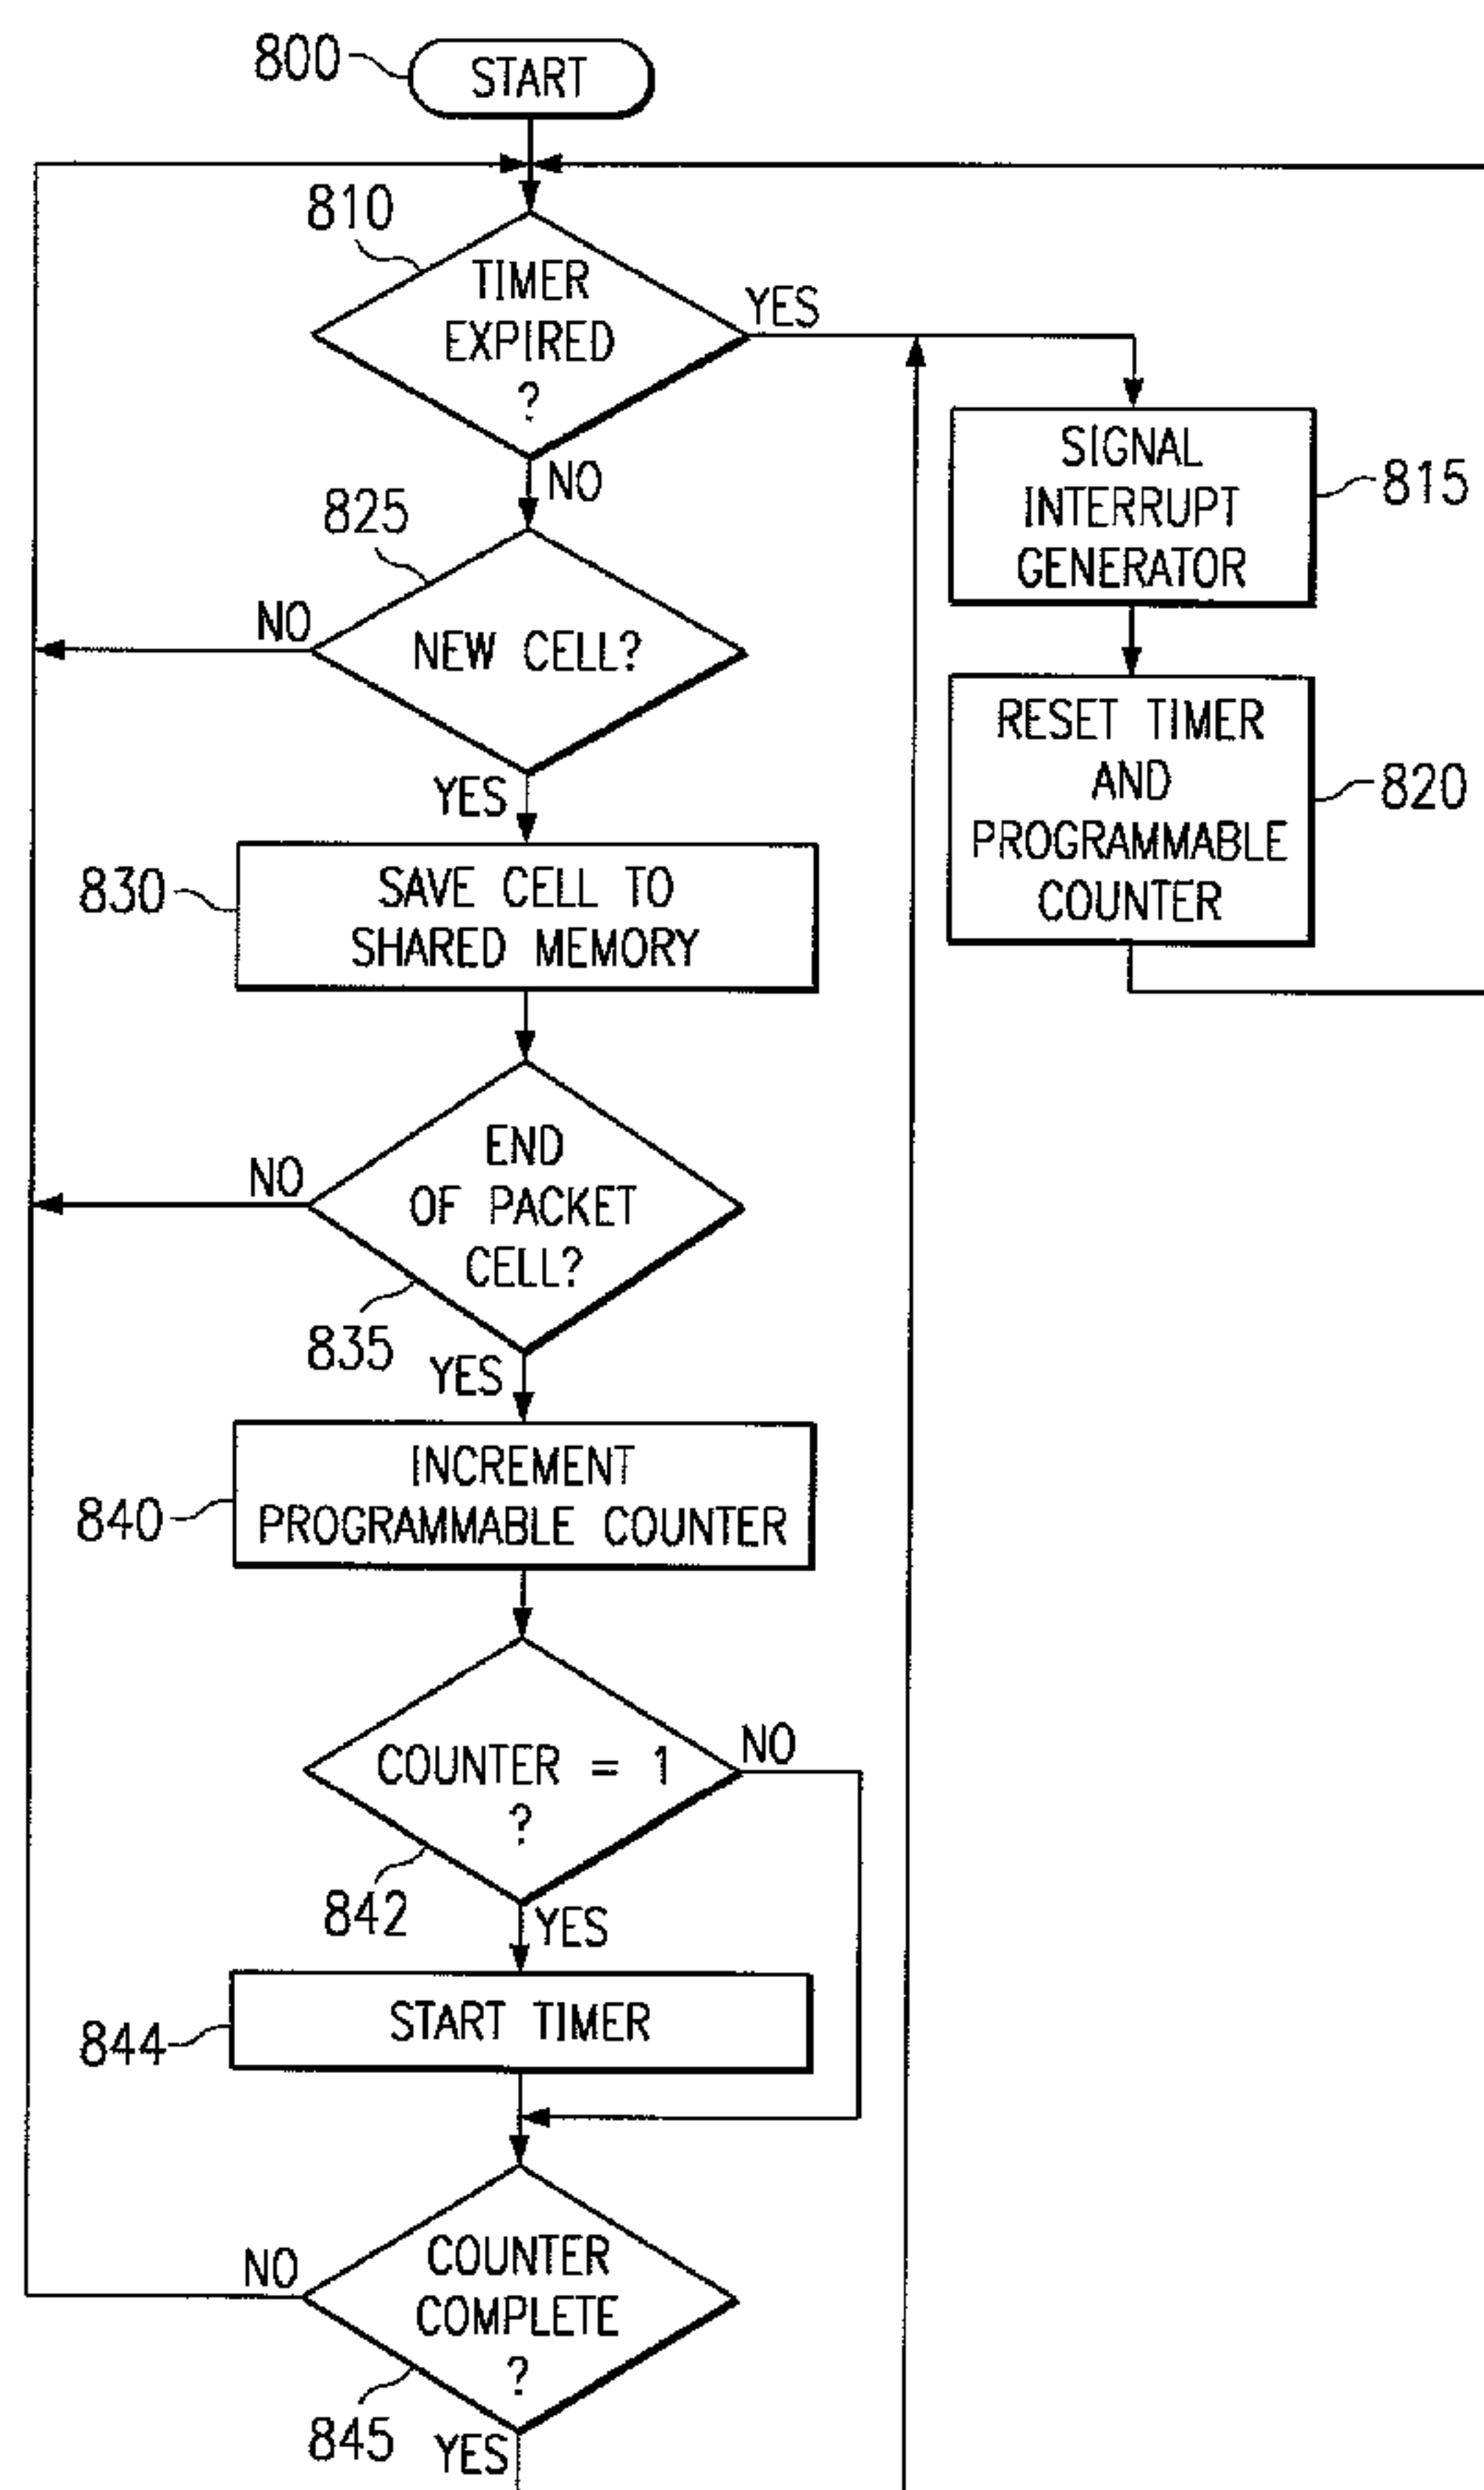 800
START
810
TIMER
EXPIRED
?
YES
NO
SIGNAL
INTERRUPT
GENERATOR
815
825
NEW CELL?
NO
YES
RESET TIMER
AND
PROGRAMMABLE
COUNTER
820
830
SAVE CELL TO
SHARED MEMORY
END
OF PACKET
CELL?
NO
835
YES
840
INCREMENT
PROGRAMMABLE COUNTER
COUNTER = 1
?
NO
842
YES
844
START TIMER
COUNTER
COMPLETE
?
NO
845
YES